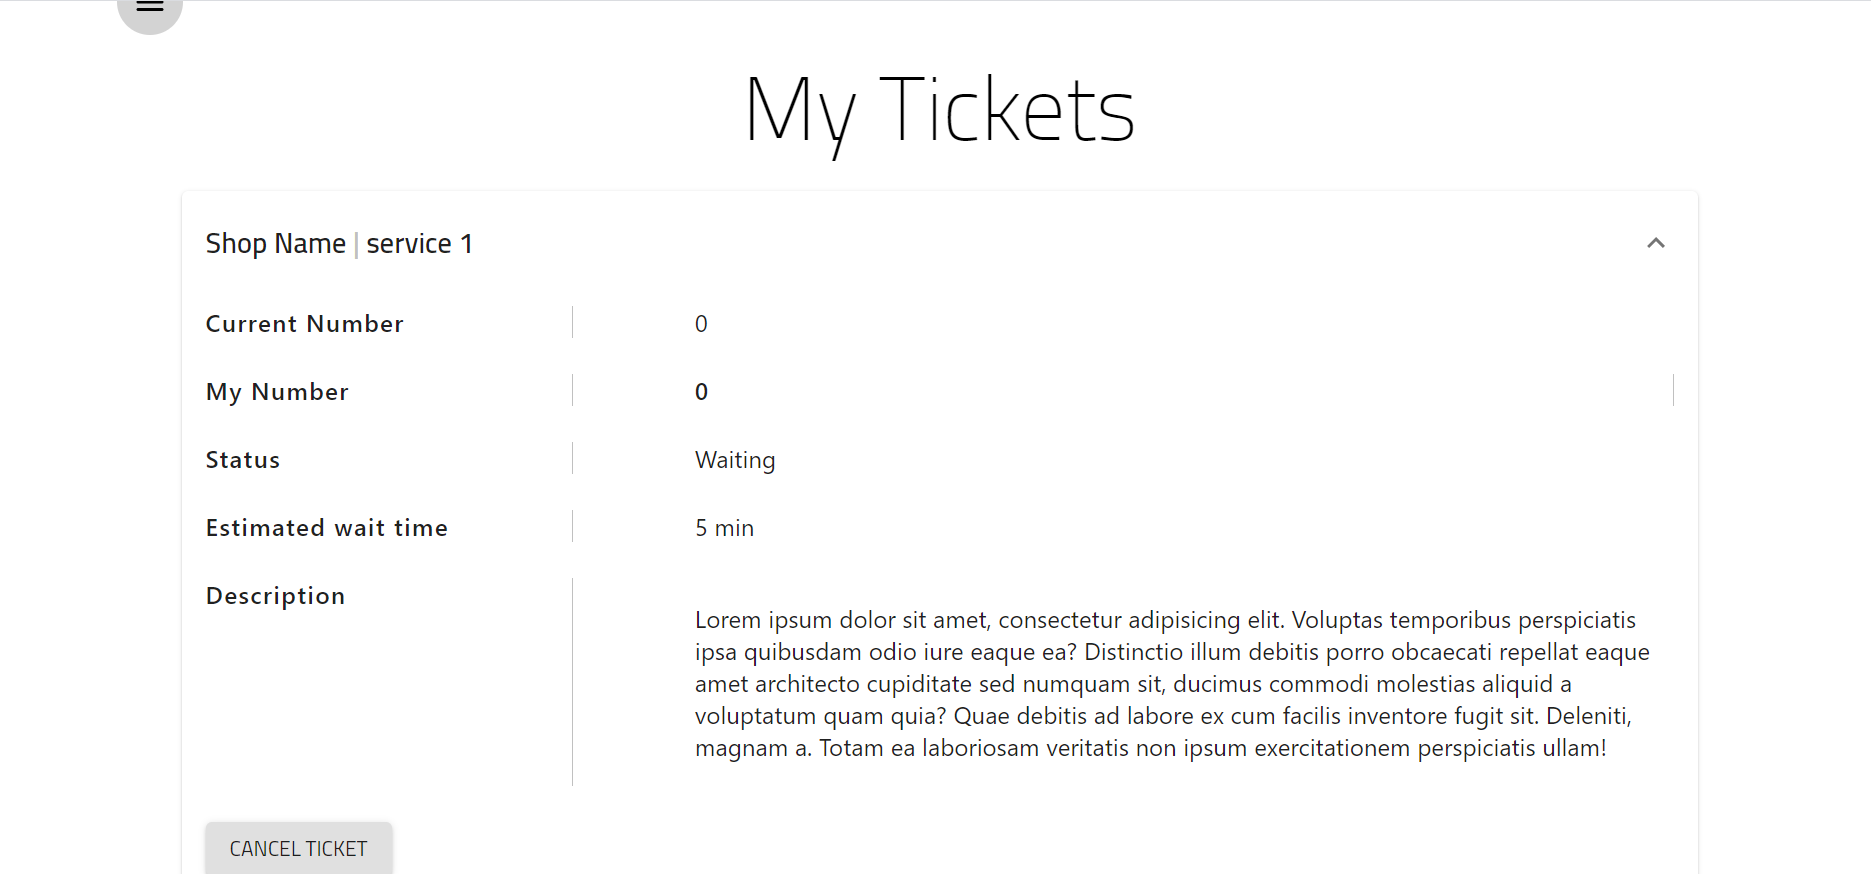 My Tickets
Shop Name | service 1
Current Number 0
My Number 0
Status Waiting
Estimated wait time 5 min
Description
Lorem ipsum dolor sit amet, consectetur adipisicing elit. Voluptas temporibus perspiciatis
ipsa quibusdam odio iure eaque ea? Distinctio illum debitis porro obcaecati repellat eaque
amet architecto cupiditate sed numquam sit, ducimus commodi molestias aliquid a
voluptatum quam quia? Quae debitis ad labore ex cum facilis inventore fugit sit. Deleniti,
magnam a. Totam ea laboriosam veritatis non ipsum exercitationem perspiciatis ullam!
CANCEL TICKET